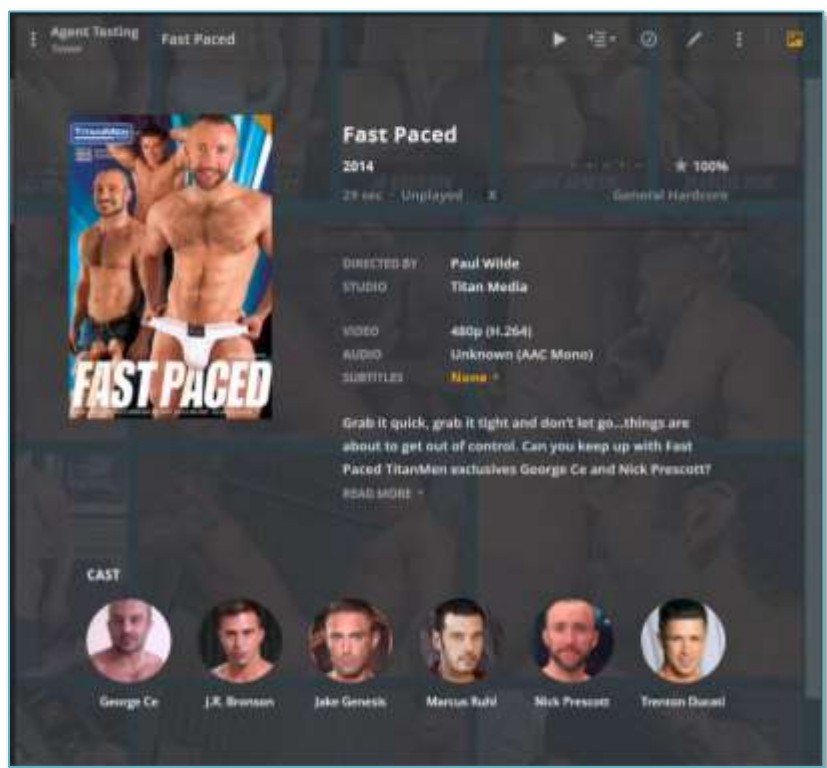 Agent Testing
Tower
Fast Paced
TitanMen
FAST PACED
Fast Paced
2014
100%
29 sec · Unplayed X
General Hardcore
DIRECTED BY Paul Wilde
STUDIO Titan Media
VIDEO 480p (H.264)
AUDIO Unknown (AAC Mono)
SUBTITLES None
Grab it quick, grab it tight and don't let go...things are
about to get out of control. Can you keep up with Fast
Paced TitanMen exclusives George Ce and Nick Prescott?
READ MORE
CAST
George Ce
J.R. Bronson
Jake Genesis
Marcus Ruhl
Nick Prescott
Trenton Ducati